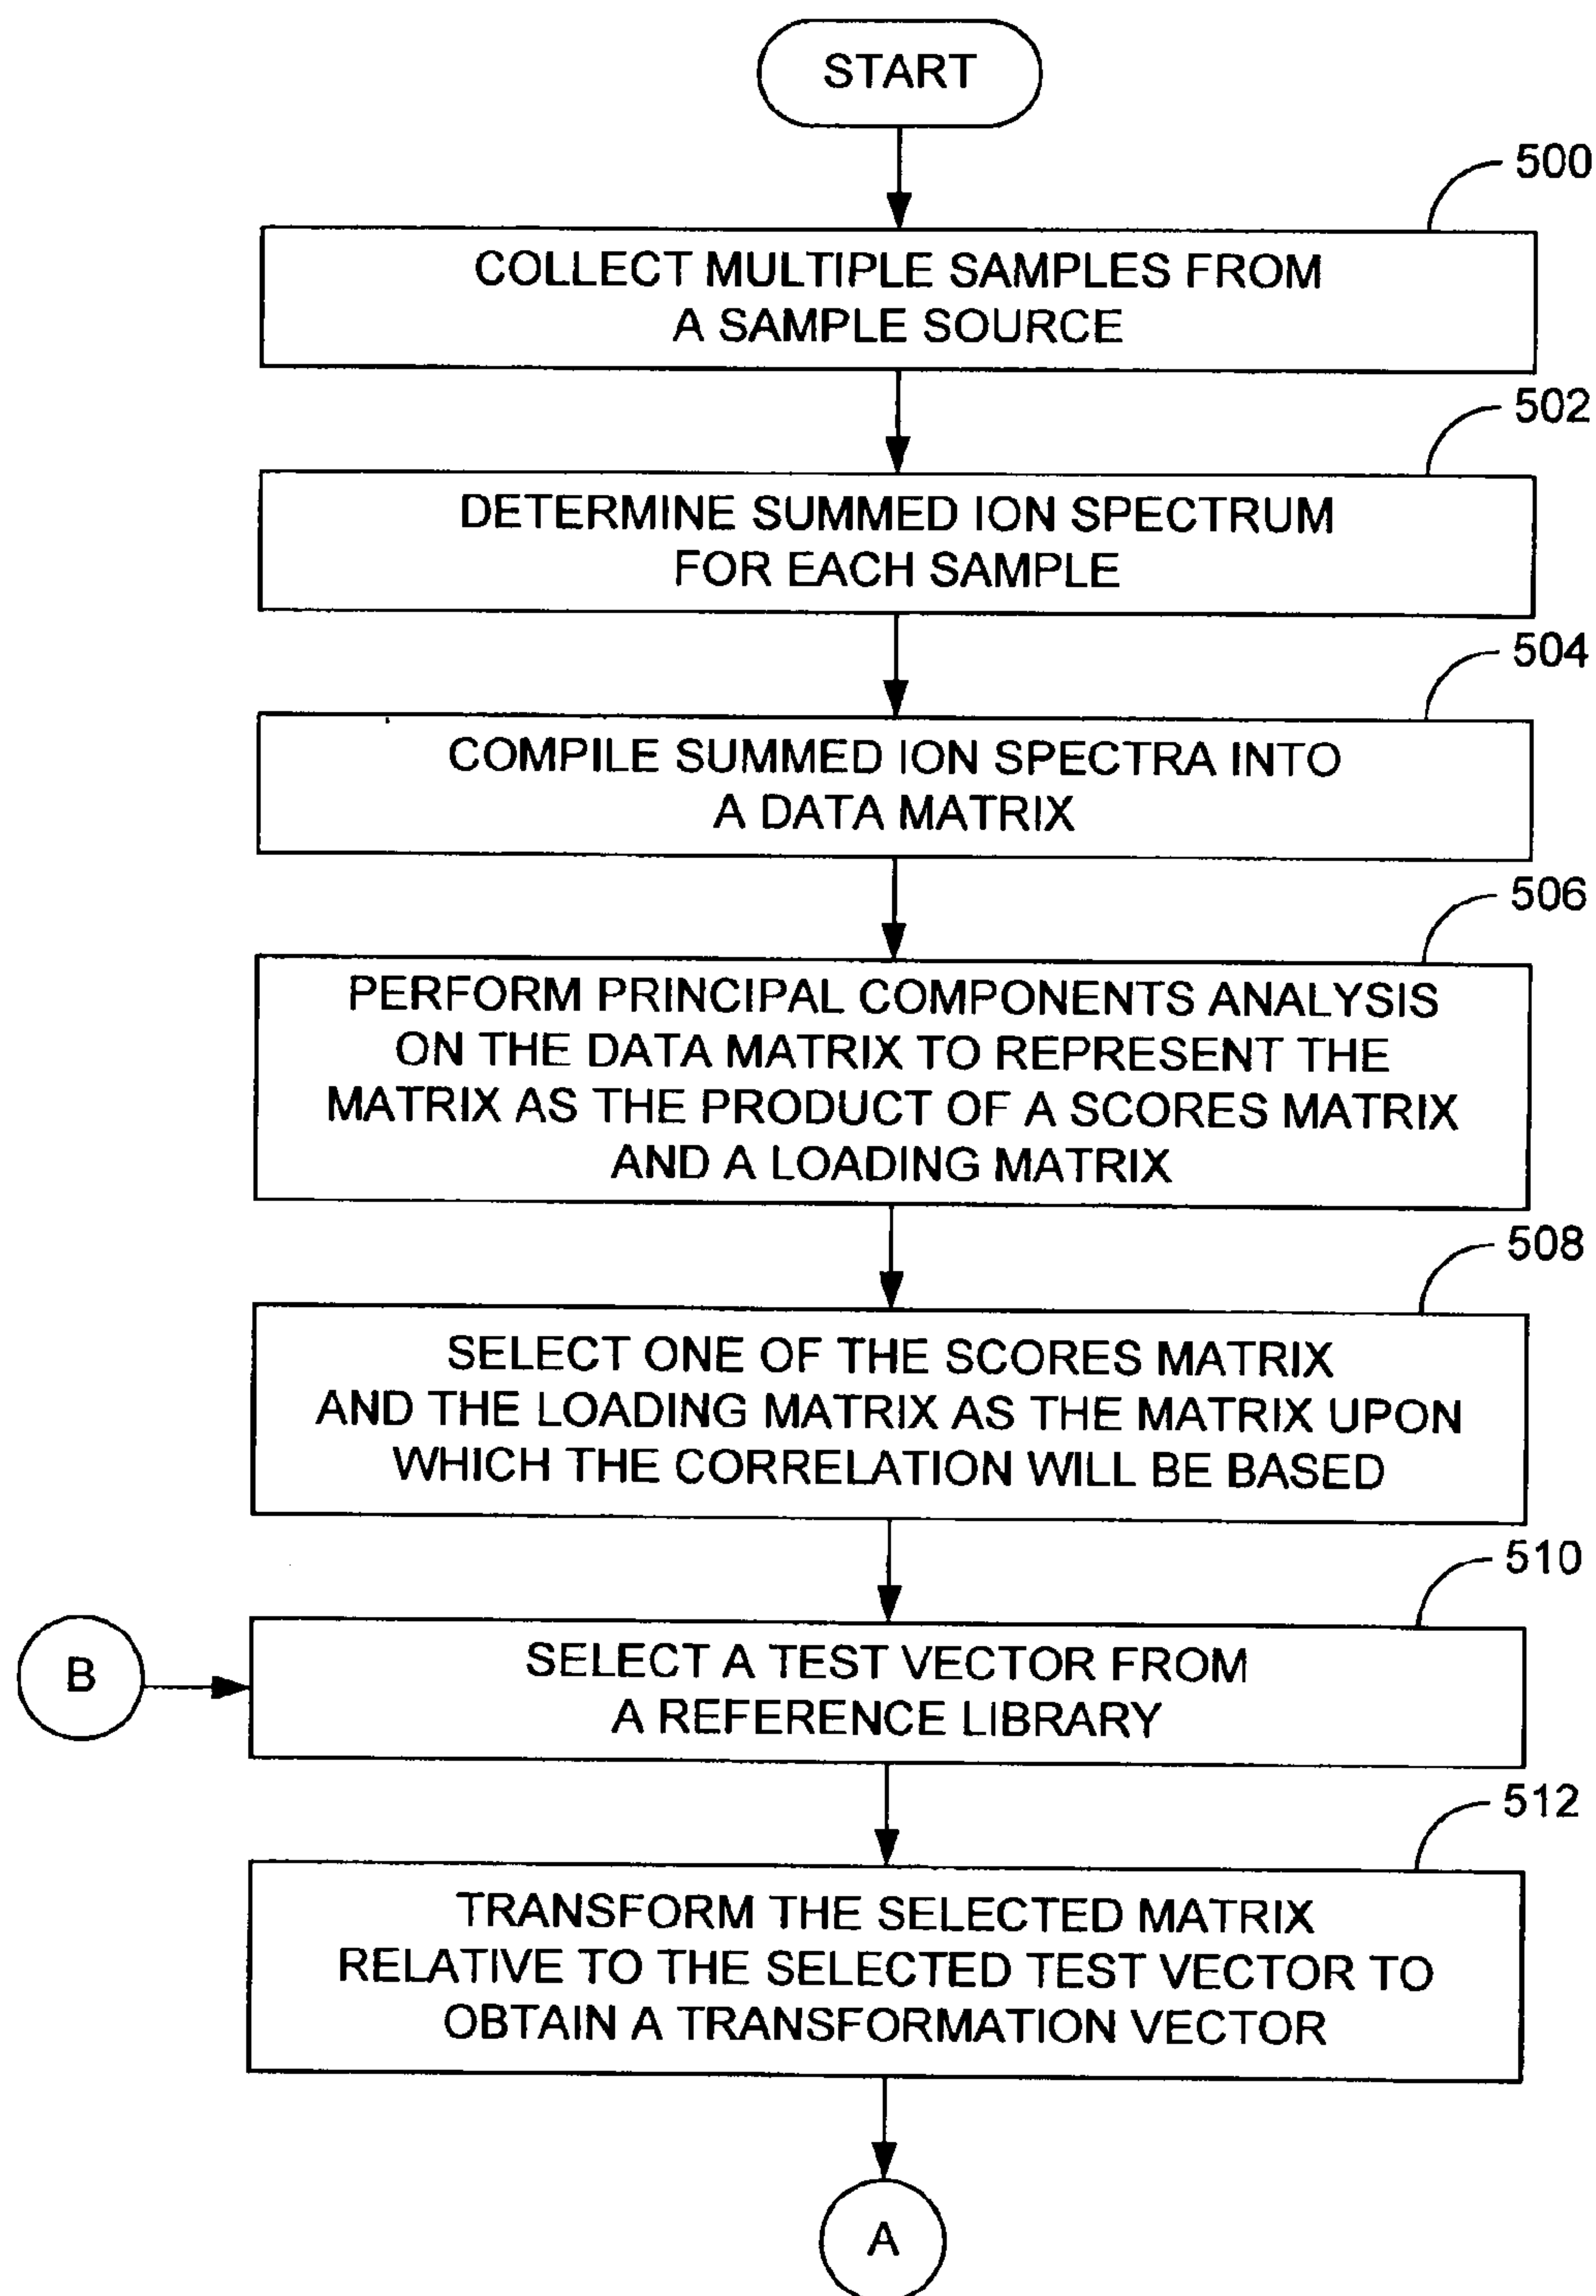 START
500
COLLECT MULTIPLE SAMPLES FROM
A SAMPLE SOURCE
502
DETERMINE SUMMED ION SPECTRUM
FOR EACH SAMPLE
504
COMPILE SUMMED ION SPECTRA INTO
A DATA MATRIX
506
PERFORM PRINCIPAL COMPONENTS ANALYSIS
ON THE DATA MATRIX TO REPRESENT THE
MATRIX AS THE PRODUCT OF A SCORES MATRIX
AND A LOADING MATRIX
508
SELECT ONE OF THE SCORES MATRIX
AND THE LOADING MATRIX AS THE MATRIX UPON
WHICH THE CORRELATION WILL BE BASED
510
B
SELECT A TEST VECTOR FROM
A REFERENCE LIBRARY
512
TRANSFORM THE SELECTED MATRIX
RELATIVE TO THE SELECTED TEST VECTOR TO
OBTAIN A TRANSFORMATION VECTOR
A